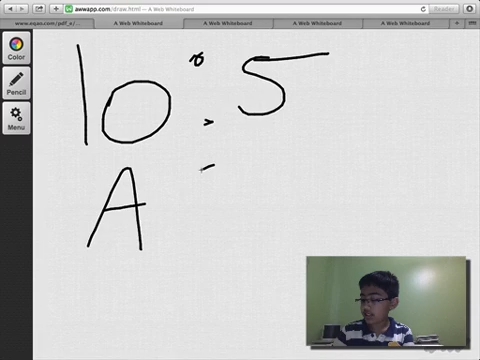 awwapp.com/draw.html — A Web Whiteboard
Reader
www.eqao.com/pdf_e/...
A Web Whiteboard
A Web Whiteboard
A Web Whiteboard
A Web Whiteboard
Color
Pencil
Menu
10 : 5
A